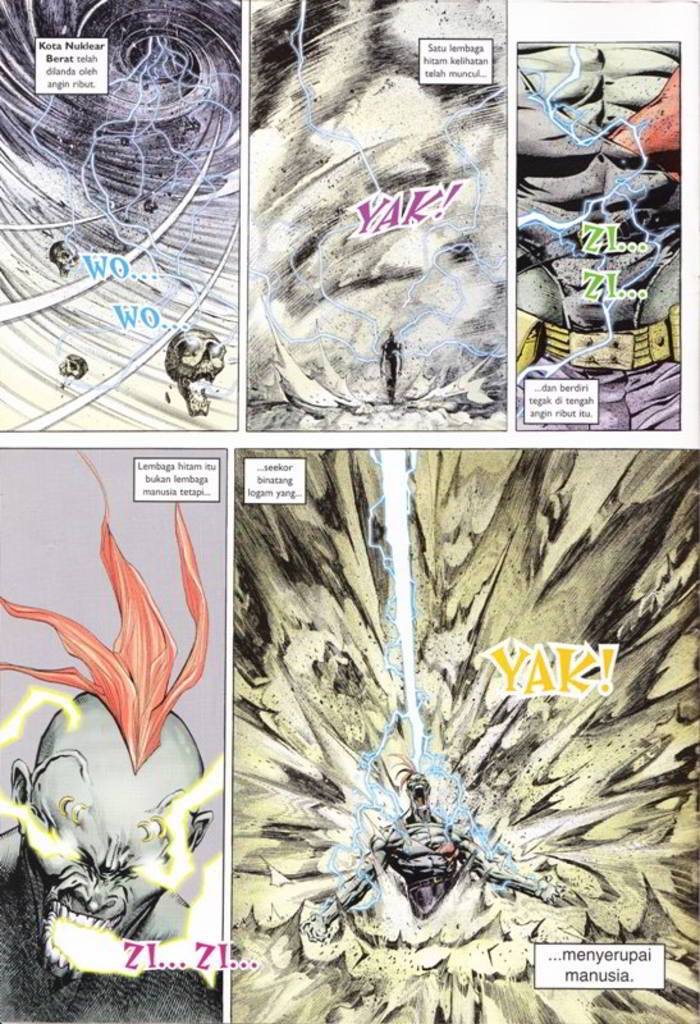 Kota Nuklear
Berat telah
dilanda oleh
angin ribut.
WO...
WO...
Satu lembaga
hitam kelihatan
telah muncul...
YAK!
ZI...
ZI...
...dan berdiri
tegak di tengah
angin ribut itu.
Lembaga hitam itu
bukan lembaga
manusia tetapi...
ZI... ZI...
...seekor
binatang
logam yang...
YAK!
...menyerupai
manusia.